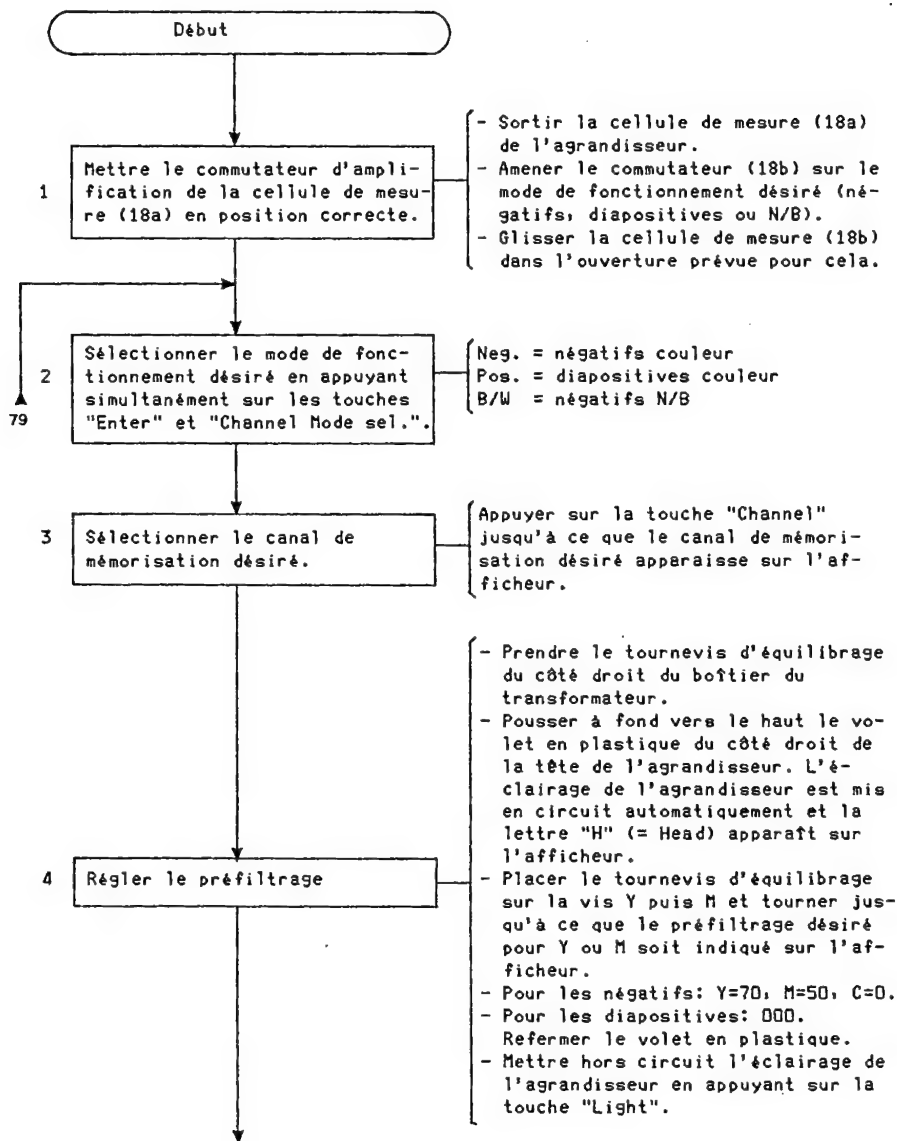 Début
1
Mettre le commutateur d'ampli-
fication de la cellule de mesu-
re (18a) en position correcte.
- Sortir la cellule de mesure (18a)
de l'agrandisseur.
- Amener le commutateur (18b) sur le
mode de fonctionnement désiré (né-
gatifs, diapositives ou N/B).
- Glisser la cellule de mesure (18b)
dans l'ouverture prévue pour cela.
79
2
Sélectionner le mode de fonc-
tionnement désiré en appuyant
simultanément sur les touches
"Enter" et "Channel Mode sel.".
Neg. = négatifs couleur
Pos. = diapositives couleur
B/W = négatifs N/B
3
Sélectionner le canal de
mémorisation désiré.
Appuyer sur la touche "Channel"
jusqu'à ce que le canal de mémori-
sation désiré apparaisse sur l'af-
ficheur.
4
Régler le préfiltrage
- Prendre le tournevis d'équilibrage
du côté droit du boîtier du
transformateur.
- Pousser à fond vers le haut le vo-
let en plastique du côté droit de
la tête de l'agrandisseur. L'é-
clairage de l'agrandisseur est mis
en circuit automatiquement et la
lettre "H" (= Head) apparaît sur
l'afficheur.
- Placer le tournevis d'équilibrage
sur la vis Y puis M et tourner jus-
qu'à ce que le préfiltrage désiré
pour Y ou M soit indiqué sur l'af-
ficheur.
- Pour les négatifs: Y=70, M=50, C=0.
- Pour les diapositives: 000.
Refermer le volet en plastique.
- Mettre hors circuit l'éclairage de
l'agrandisseur en appuyant sur la
touche "Light".